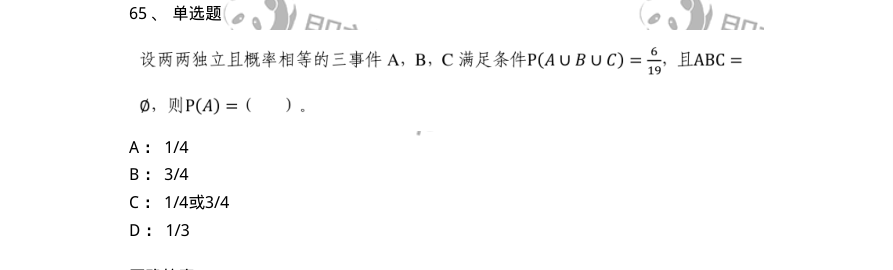 65 、 单选题
设两两独立且概率相等的三事件 A，B，C 满足条件P(A ∪ B ∪ C) = 6/19，且ABC =
∅，则P(A) = (    ) 。
A ： 1/4
B ： 3/4
C ： 1/4或3/4
D ： 1/3